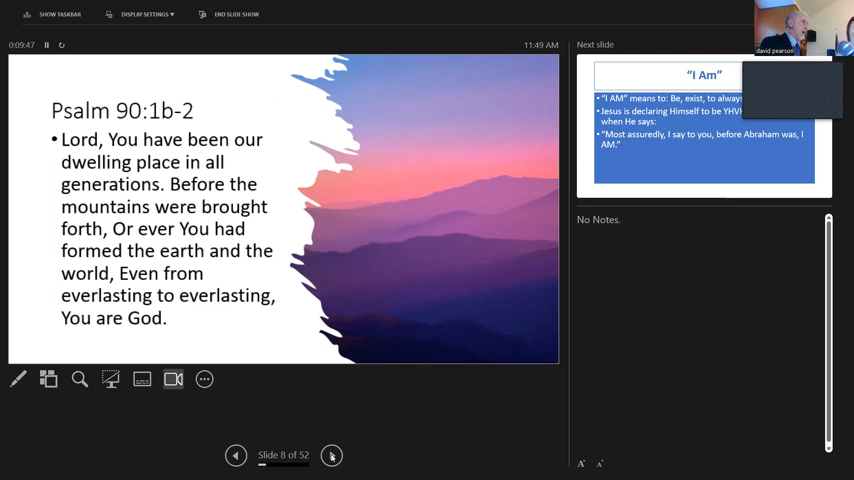 SHOW TASKBAR
DISPLAY SETTINGS ▼
END SLIDE SHOW
0:09:47
11:49 AM
Psalm 90:1b-2
• Lord, You have been our
dwelling place in all
generations. Before the
mountains were brought
forth, Or ever You had
formed the earth and the
world, Even from
everlasting to everlasting,
You are God.
Slide 8 of 52
Next slide
david pearson
"I Am"
• "I AM" means to: Be, exist, to always
• Jesus is declaring Himself to be YHVH
when He says:
• "Most assuredly, I say to you, before Abraham was, I
AM."
No Notes.
A A